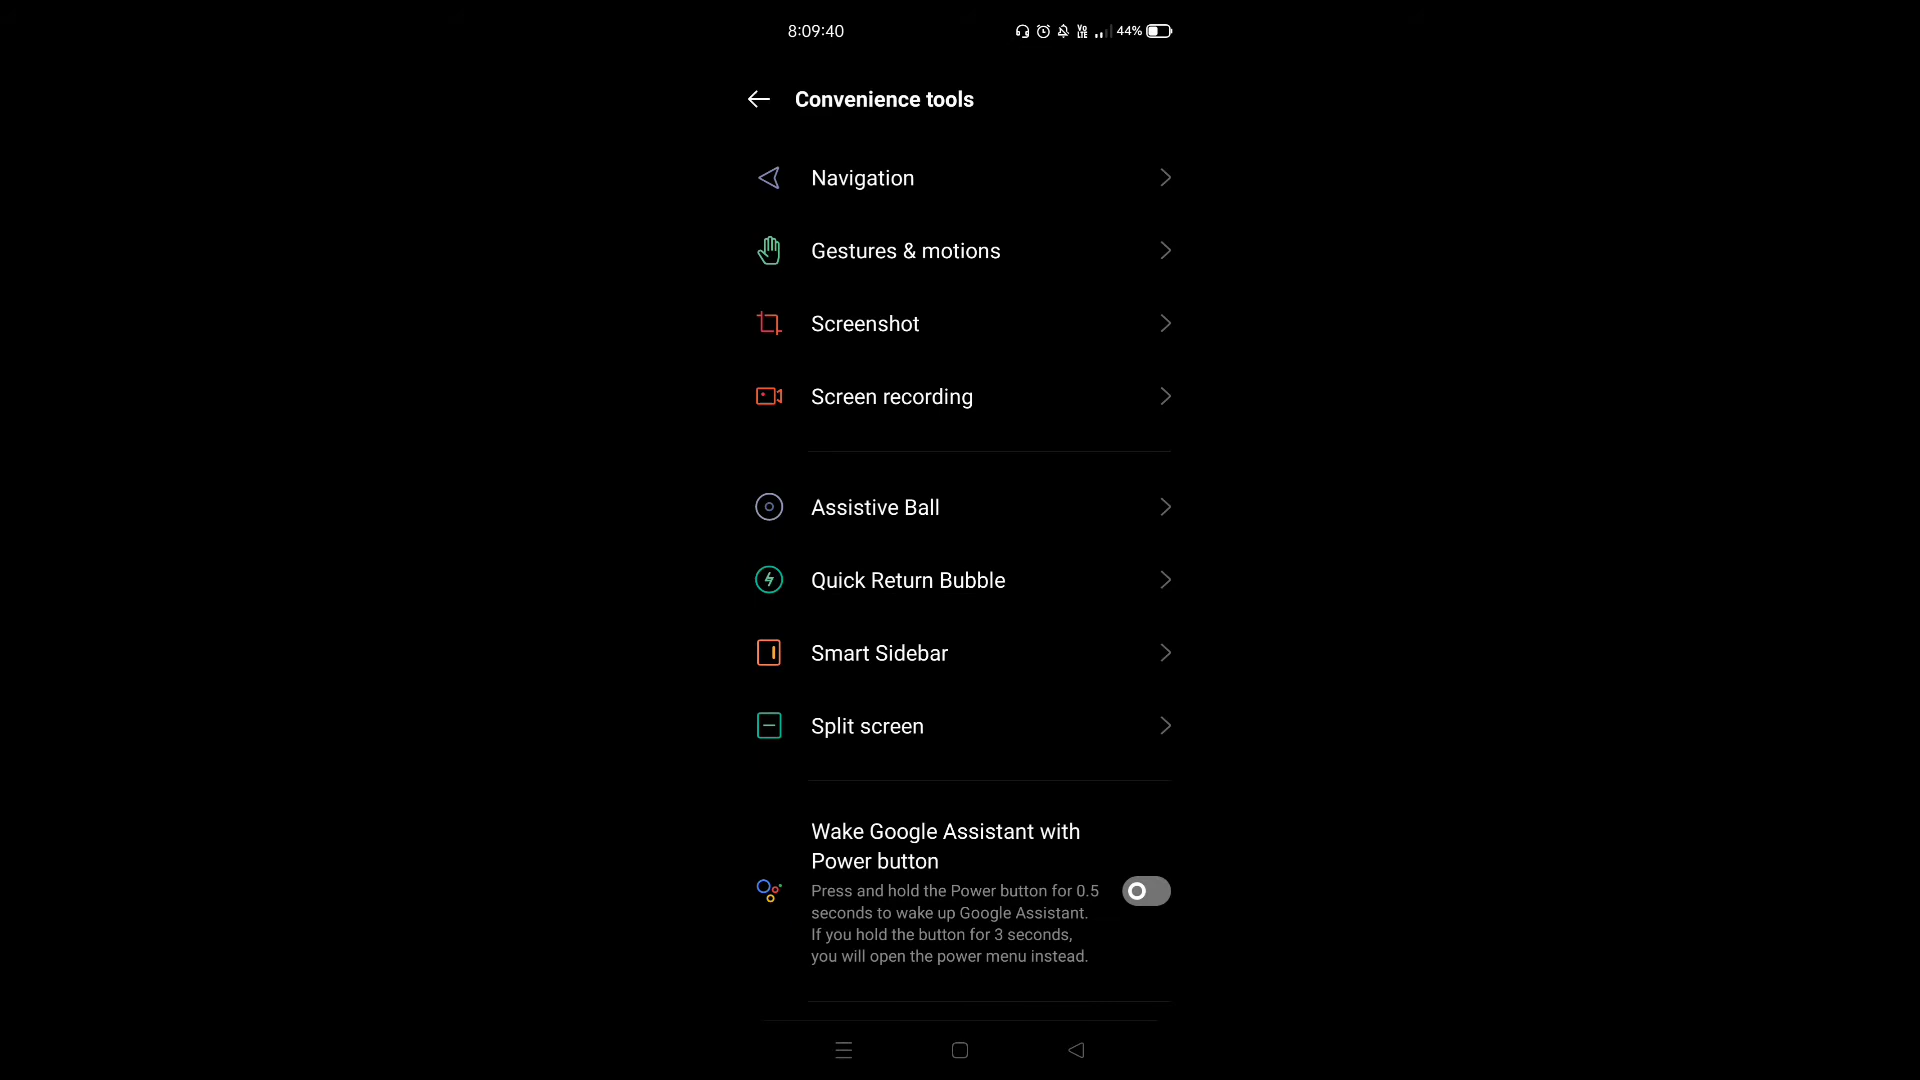 8:09:40
VO LTE 44%
Convenience tools
Navigation
Gestures & motions
Screenshot
Screen recording
Assistive Ball
Quick Return Bubble
Smart Sidebar
Split screen
Wake Google Assistant with
Power button
Press and hold the Power button for 0.5
seconds to wake up Google Assistant.
If you hold the button for 3 seconds,
you will open the power menu instead.